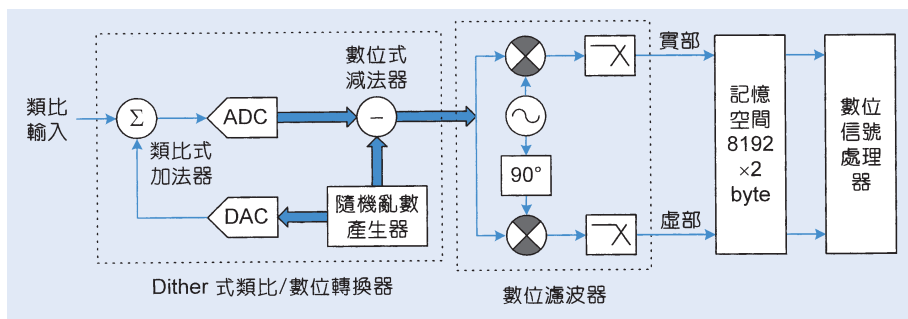 類比
輸入
Σ
類比式
加法器
ADC
DAC
數位式
減法器
−
隨機亂數
產生器
Dither 式類比/數位轉換器
90°
數位濾波器
實部
虛部
記憶
空間
8192
×2
byte
數位
信號
處理
器